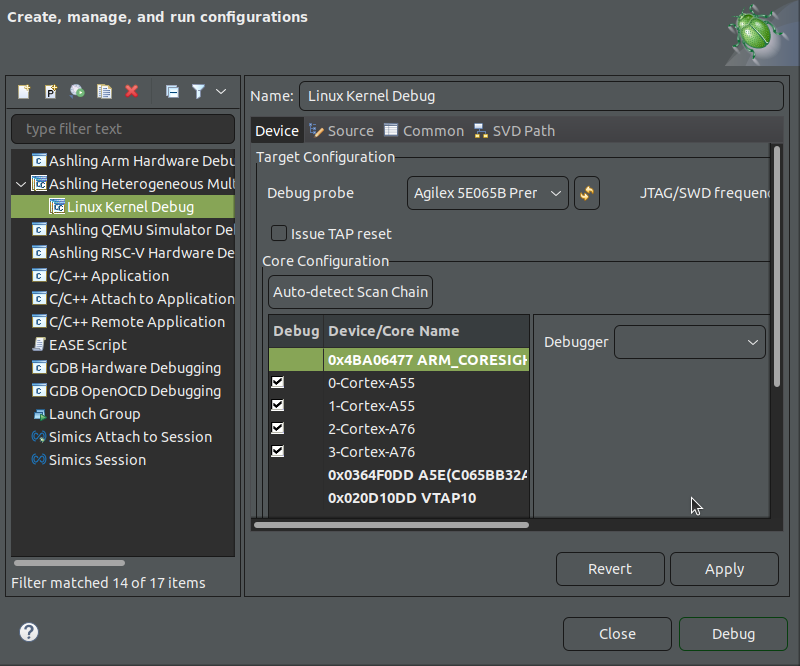 Create, manage, and run configurations
type filter text
Ashling Arm Hardware Debu
Ashling Heterogeneous Mult
Linux Kernel Debug
Ashling QEMU Simulator De
Ashling RISC-V Hardware De
C/C++ Application
C/C++ Attach to Application
C/C++ Remote Application
EASE Script
GDB Hardware Debugging
GDB OpenOCD Debugging
Launch Group
Simics Attach to Session
Simics Session
Filter matched 14 of 17 items
Name: Linux Kernel Debug
Device Source Common SVD Path
Target Configuration
Debug probe Agilex 5E065B Prer JTAG/SWD frequenc
Issue TAP reset
Core Configuration
Auto-detect Scan Chain
Debug Device/Core Name
0x4BA06477 ARM_CORESIGH
0-Cortex-A55
1-Cortex-A55
2-Cortex-A76
3-Cortex-A76
0x0364F0DD A5E(C065BB32A
0x020D10DD VTAP10
Debugger
Revert Apply
Close Debug